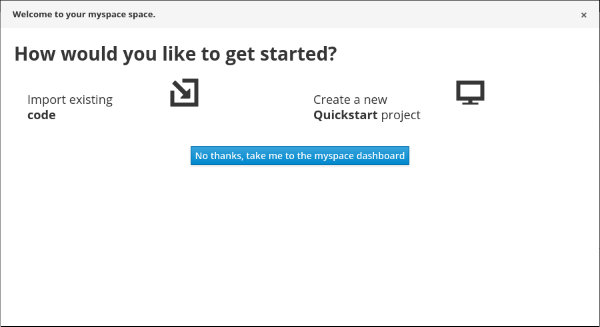 Welcome to your myspace space.
×
How would you like to get started?
Import existing
code
Create a new
Quickstart project
No thanks, take me to the myspace dashboard